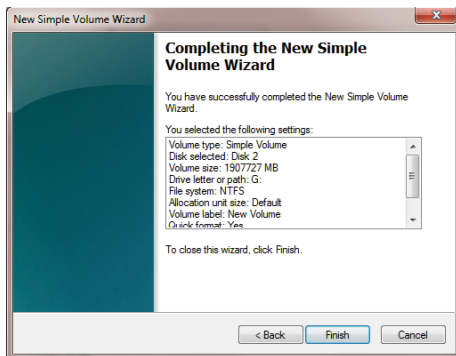 New Simple Volume Wizard
Completing the New Simple
Volume Wizard
You have successfully completed the New Simple Volume
Wizard.
You selected the following settings:
Volume type: Simple Volume
Disk selected: Disk 2
Volume size: 1907727 MB
Drive letter or path: G:
File system: NTFS
Allocation unit size: Default
Volume label: New Volume
Quick format: Yes
To close this wizard, click Finish.
< Back
Finish
Cancel